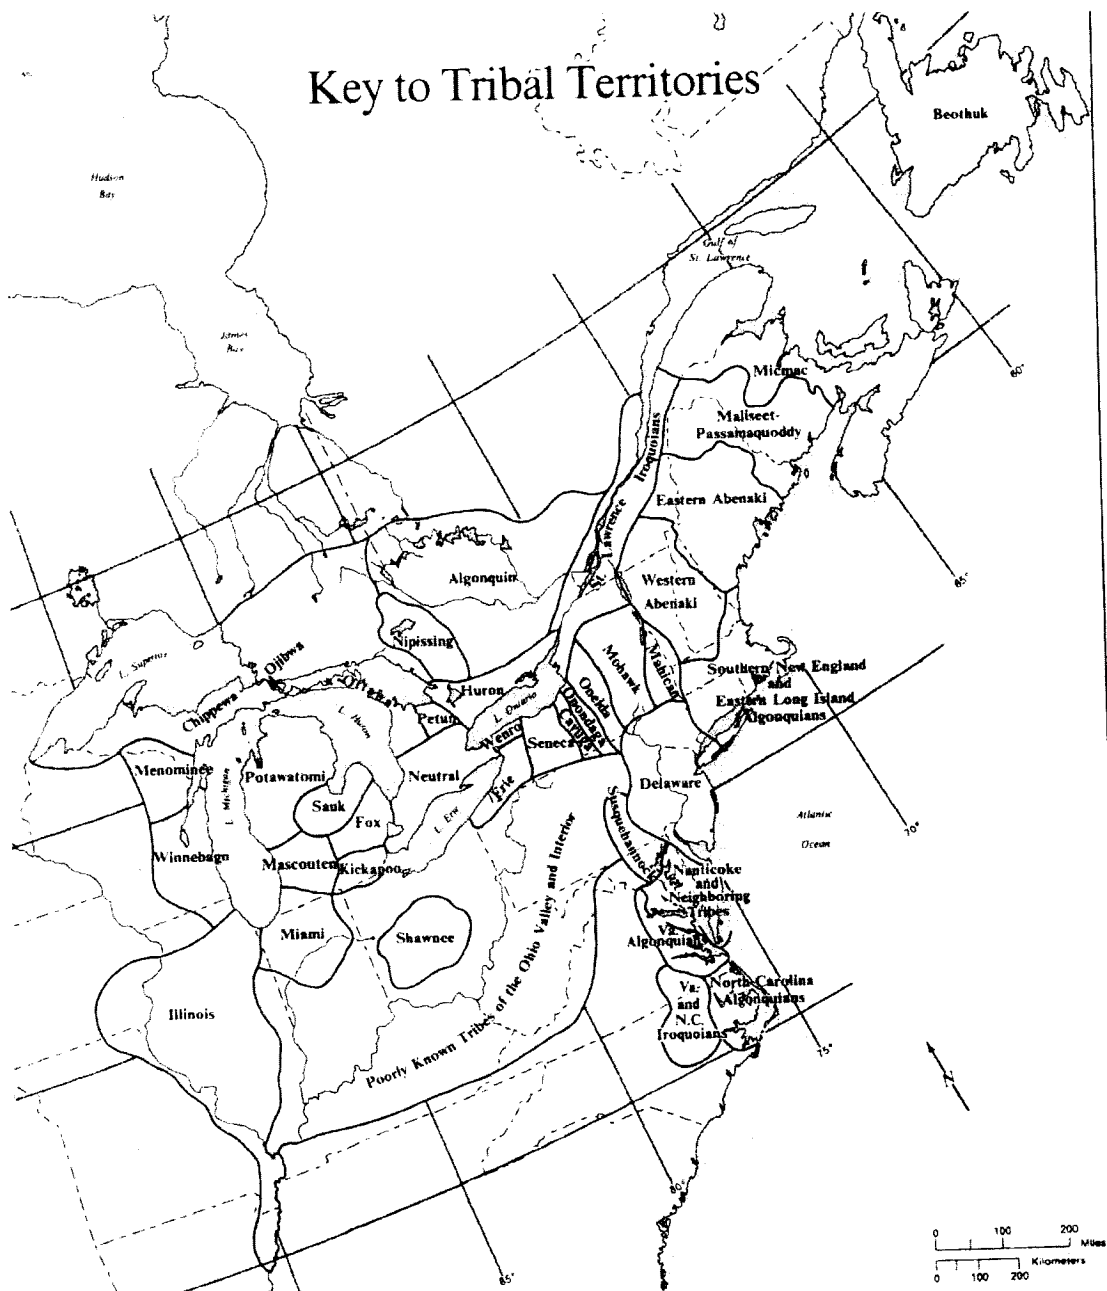 Key to Tribal Territories
Beothuk
Hudson
Bay
Gulf of
St. Lawrence
James
Bay
Micmac
60°
Maliseet-
Passamaquoddy
St. Lawrence Iroquoians
Eastern Abenaki
Algonquin
65°
Western
Abenaki
Nipissing
L. Superior
Chippewa
Ojibwa
Ottawa
Mohawk
Mahican
Southern New England
and
Eastern Long Island
Algonquians
Huron
Oneida
L. Ontario
L. Huron
Petun
Onondaga
Cayuga
Wenro
Seneca
Menominee
Potawatomi
L. Michigan
Neutral
Erie
Delaware
Sauk
Fox
L. Erie
Susquehannock
Atlantic
Ocean
70°
Winnebago
Mascouten
Kickapoo
Nanticoke
and
Neighboring
Tribes
Miami
Shawnee
Va.
Algonquians
Poorly Known Tribes of the Ohio Valley and Interior
Illinois
Va.
and
N.C.
Iroquoians
North Carolina
Algonquians
75°
N
80°
85°
0 100 200
Miles
Kilometers
0 100 200